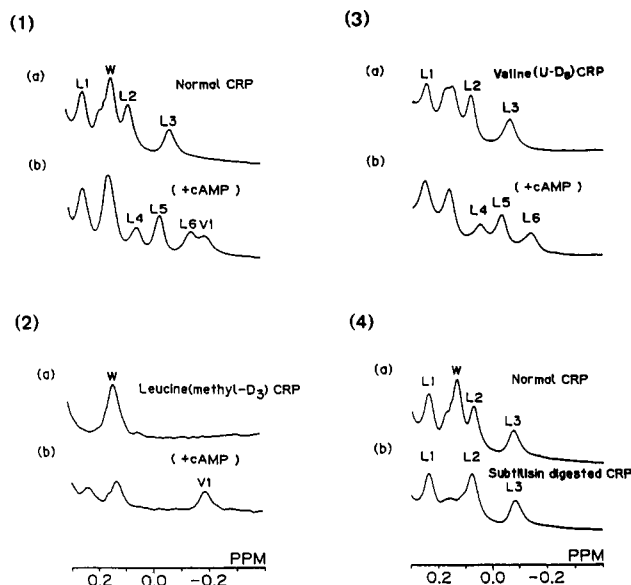 (1)
(a)
L1 W L2 L3
Normal CRP
(b)
(+cAMP)
L4 L5 L6 V1
(2)
(a)
W
Leucine(methyl-D3) CRP
(b)
(+cAMP)
V1
PPM
0.2 0.0 -0.2
(3)
(a)
L1 L2 L3
Valine(U-D8) CRP
(b)
(+cAMP)
L4 L5 L6
(4)
(a)
L1 W L2 L3
Normal CRP
(b)
L1 L2 L3
Subtilisin digested CRP
PPM
0.2 0.0 -0.2